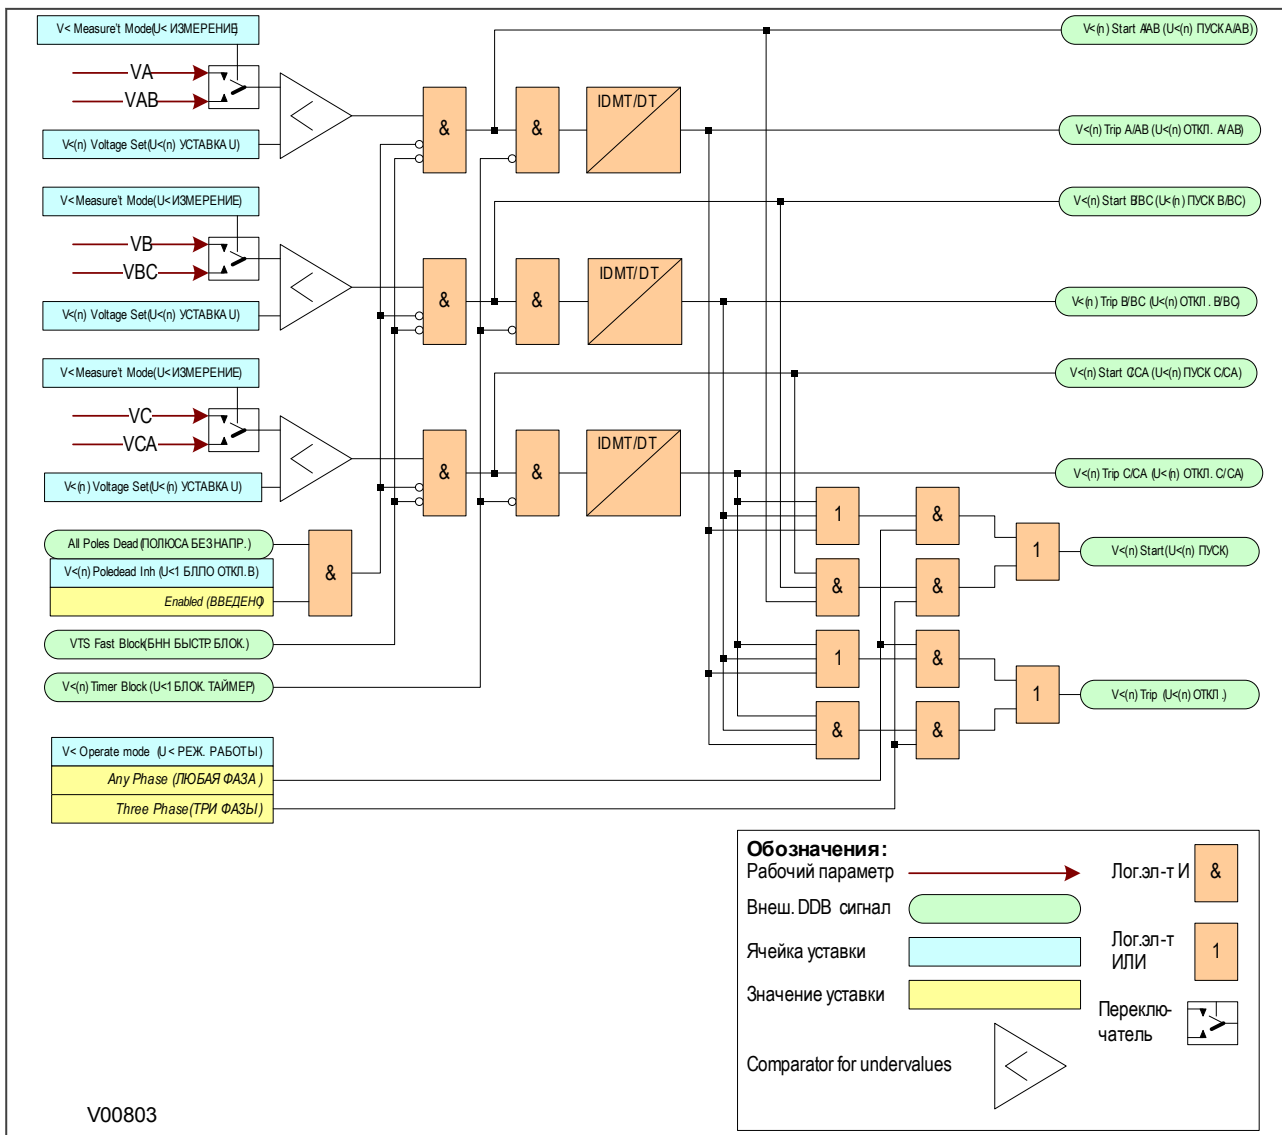 V< Measure't Mode(U< ИЗМЕРЕНИЕ)
VA
VAB
V<(n) Voltage Set(U<(n) УСТАВКА U)
&
&
IDMT/DT
V<(n) Start A/AB (U<(n) ПУСК A/AB)
V<(n) Trip A/AB (U<(n) ОТКЛ. A/AB)
V< Measure't Mode(U< ИЗМЕРЕНИЕ)
VB
VBC
V<(n) Voltage Set(U<(n) УСТАВКА U)
&
&
IDMT/DT
V<(n) Start B/BC (U<(n) ПУСК B/BC)
V<(n) Trip B/BC (U<(n) ОТКЛ. B/BC)
V< Measure't Mode(U< ИЗМЕРЕНИЕ)
VC
VCA
V<(n) Voltage Set(U<(n) УСТАВКА U)
&
&
IDMT/DT
V<(n) Start C/CA (U<(n) ПУСК C/CA)
V<(n) Trip C/CA (U<(n) ОТКЛ. C/CA)
All Poles Dead(ПОЛЮСА БЕЗ НАПР.)
V<(n) Poledead Inh (U<1 БЛ.ПО ОТКЛ.В)
Enabled (ВВЕДЕНО)
&
VTS Fast Block(БНН БЫСТР. БЛОК.)
V<(n) Timer Block (U<1 БЛОК. ТАЙМЕР)
1
&
&
&
1
V<(n) Start(U<(n) ПУСК)
1
&
&
&
1
V<(n) Trip (U<(n) ОТКЛ.)
V< Operate mode (U< РЕЖ. РАБОТЫ)
Any Phase (ЛЮБАЯ ФАЗА)
Three Phase(ТРИ ФАЗЫ)
Обозначения:
Рабочий параметр
Внеш. DDB сигнал
Ячейка уставки
Значение уставки
Comparator for undervalues
Лог.эл-т И
&
Лог.эл-т
ИЛИ
1
Переклю-
чатель
V00803